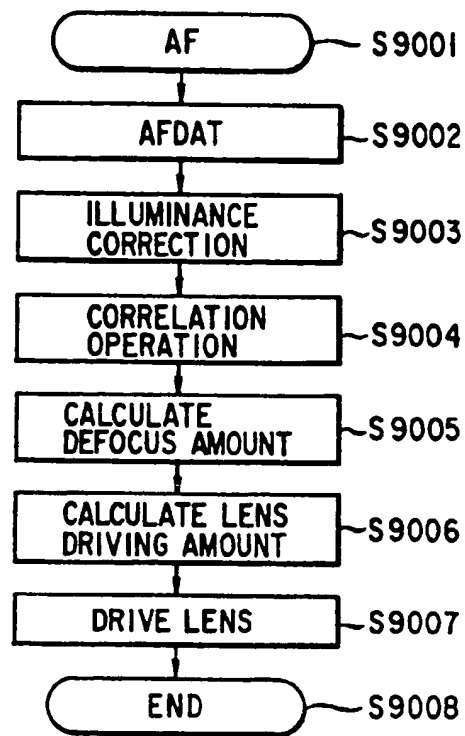 AF
S9001
AFDAT
S9002
ILLUMINANCE
CORRECTION
S9003
CORRELATION
OPERATION
S9004
CALCULATE
DEFOCUS AMOUNT
S9005
CALCULATE LENS
DRIVING AMOUNT
S9006
DRIVE LENS
S9007
END
S9008